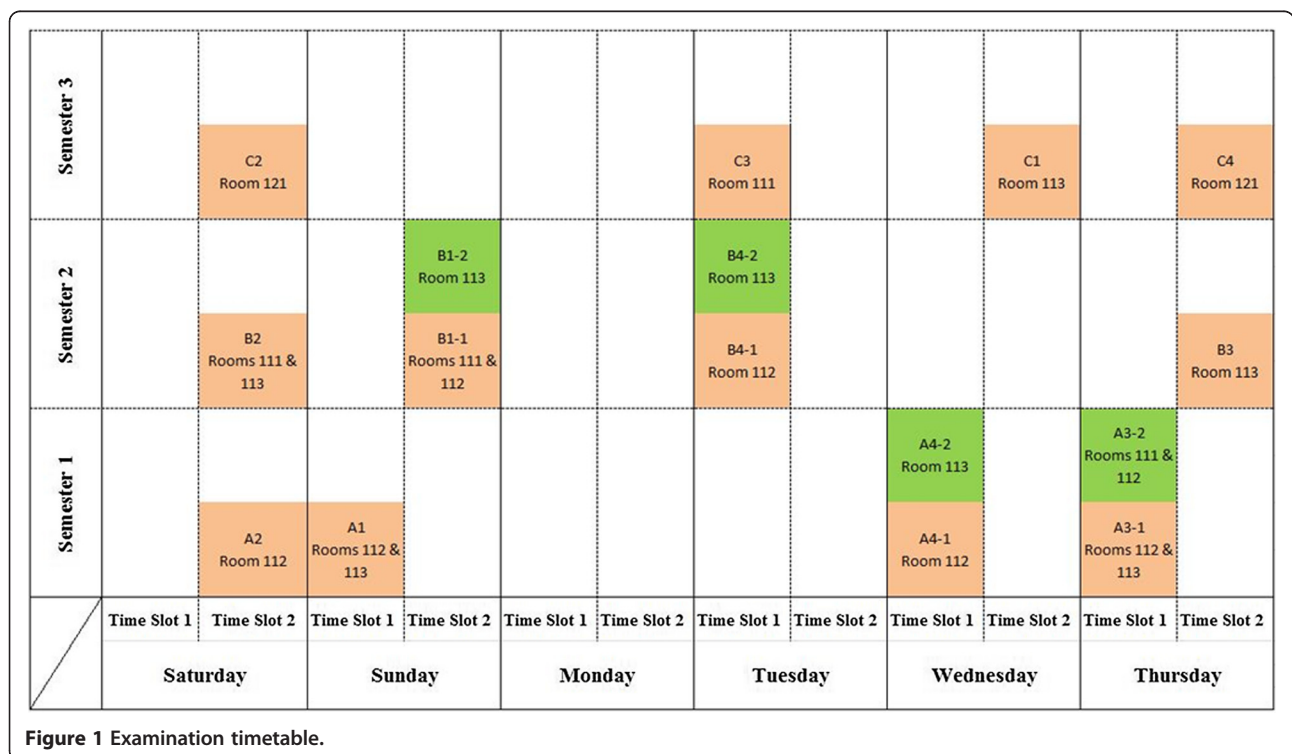 Semester 3
C2
Room 121
C3
Room 111
C1
Room 113
C4
Room 121
Semester 2
B1-2
Room 113
B4-2
Room 113
B2
Rooms 111 &
113
B1-1
Rooms 111 &
112
B4-1
Room 112
B3
Room 113
Semester 1
A4-2
Room 113
A3-2
Rooms 111 &
112
A2
Room 112
A1
Rooms 112 &
113
A4-1
Room 112
A3-1
Rooms 112 &
113
Time Slot 1 Time Slot 2 Time Slot 1 Time Slot 2 Time Slot 1 Time Slot 2 Time Slot 1 Time Slot 2 Time Slot 1 Time Slot 2 Time Slot 1 Time Slot 2
Saturday Sunday Monday Tuesday Wednesday Thursday
Figure 1 Examination timetable.